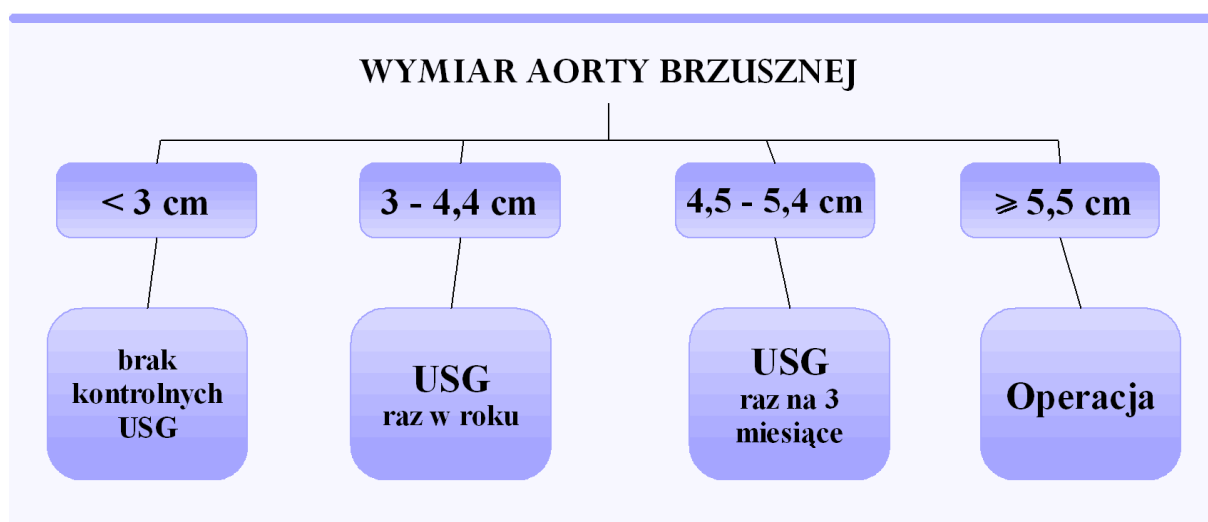 WYMIAR AORTY BRZUSZNEJ
< 3 cm
3 - 4,4 cm
4,5 - 5,4 cm
⩾ 5,5 cm
brak
kontrolnych
USG
USG
raz w roku
USG
raz na 3
miesiące
Operacja